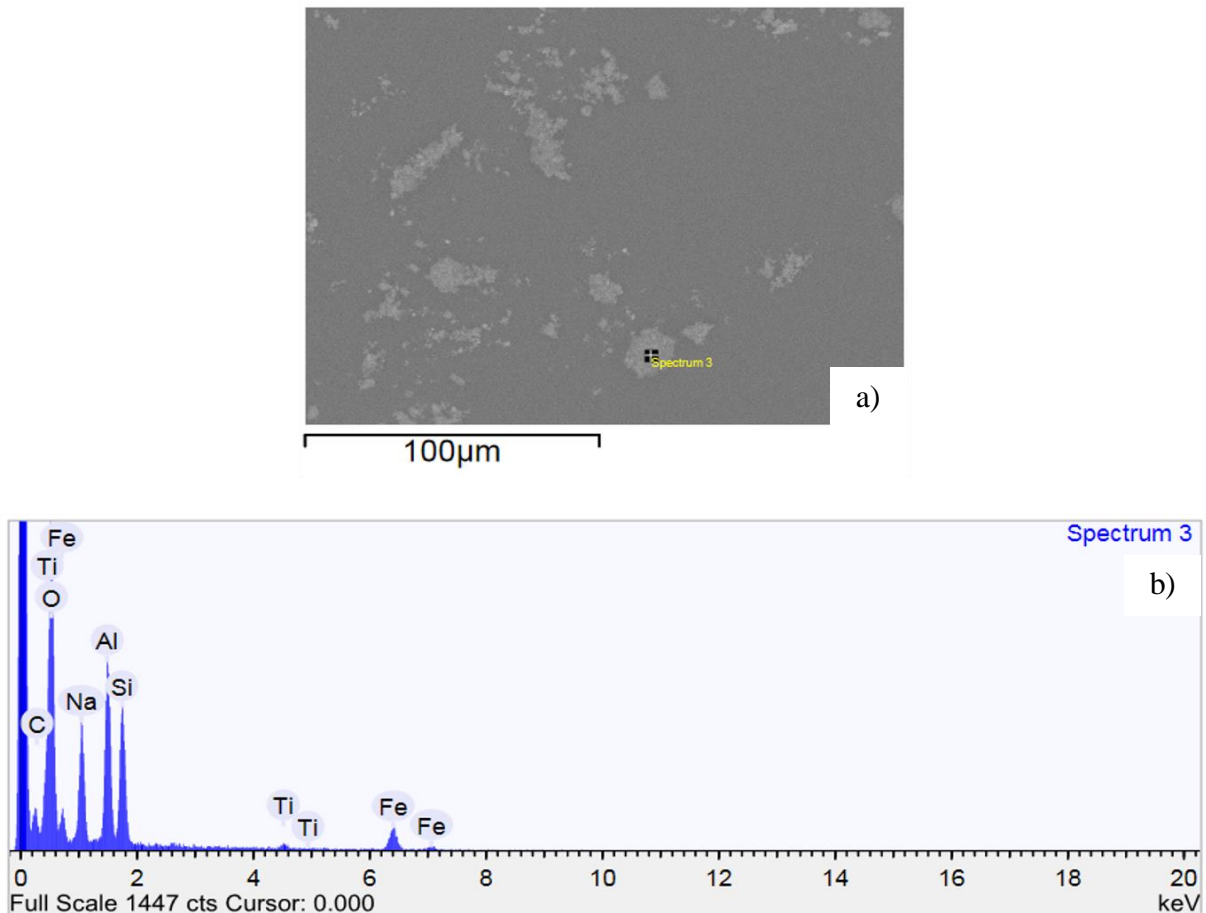 Spectrum 3
a)
100µm
Spectrum 3
b)
Fe
Ti
O
Al
Si
Na
C
Ti
Ti
Fe
Fe
0 2 4 6 8 10 12 14 16 18 20
Full Scale 1447 cts Cursor: 0.000 keV